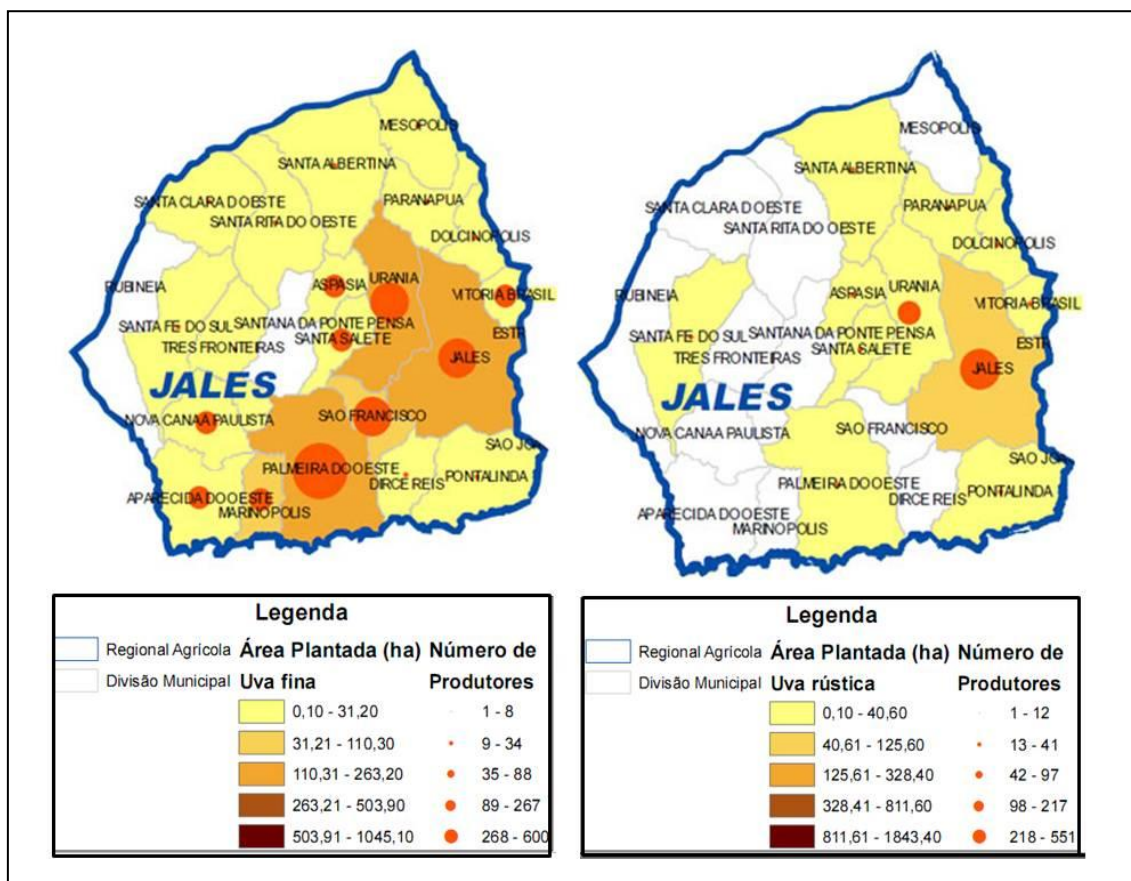 MESOPOLIS
SANTA ALBERTINA
SANTA CLARA DOESTE
PARANAPUA
SANTA RITA DO OESTE
DOLCINOPOLIS
URANIA
ASPASIA
RUBINEIA
VITORIA BRASIL
SANTA FE DO SUL
SANTANA DA PONTE PENSA
ESTR
SANTA SALETE
TRES FRONTEIRAS
JALES
JALES
NOVA CANAA PAULISTA
SAO FRANCISCO
SAO JOA
PALMEIRA DOOESTE
DIRCE REIS
PONTALINDA
APARECIDA DOOESTE
MARINOPOLIS
MESOPOLIS
SANTA ALBERTINA
SANTA CLARA DOESTE
PARANAPUA
SANTA RITA DO OESTE
DOLCINOPOLIS
URANIA
ASPASIA
RUBINEIA
VITORIA BRASIL
SANTA FE DO SUL
SANTANA DA PONTE PENSA
ESTR
SANTA SALETE
TRES FRONTEIRAS
JALES
JALES
NOVA CANAA PAULISTA
SAO FRANCISCO
SAO JOA
PALMEIRA DOOESTE
DIRCE REIS
PONTALINDA
APARECIDA DOOESTE
MARINOPOLIS
Legenda
Regional Agrícola Área Plantada (ha) Número de
Divisão Municipal Uva fina Produtores
0,10 - 31,20 1 - 8
31,21 - 110,30 9 - 34
110,31 - 263,20 35 - 88
263,21 - 503,90 89 - 267
503,91 - 1045,10 268 - 600
Legenda
Regional Agrícola Área Plantada (ha) Número de
Divisão Municipal Uva rústica Produtores
0,10 - 40,60 1 - 12
40,61 - 125,60 13 - 41
125,61 - 328,40 42 - 97
328,41 - 811,60 98 - 217
811,61 - 1843,40 218 - 551